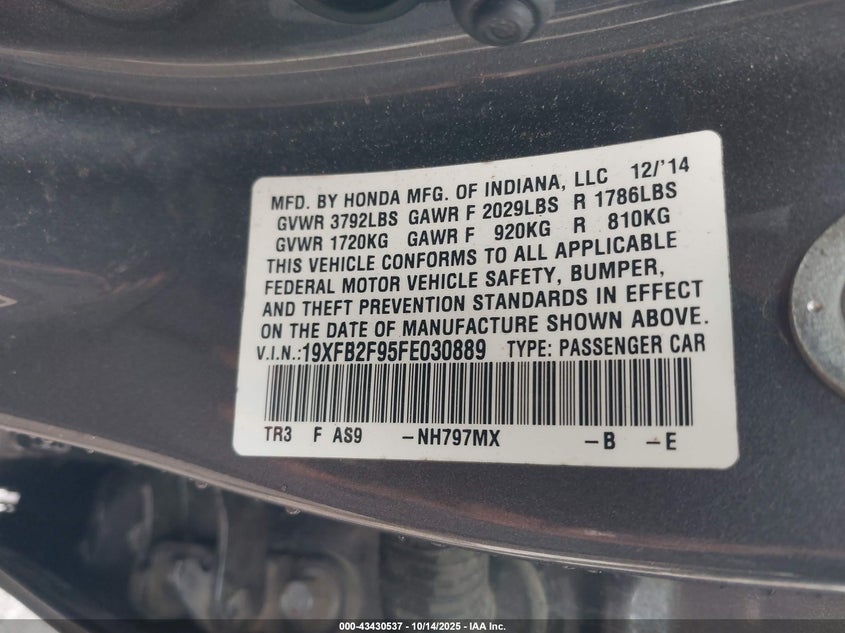 MFD. BY HONDA MFG. OF INDIANA, LLC 12/'14
GVWR 3792LBS GAWR F 2029LBS R 1786LBS
GVWR 1720KG GAWR F 920KG R 810KG
THIS VEHICLE CONFORMS TO ALL APPLICABLE
FEDERAL MOTOR VEHICLE SAFETY, BUMPER,
AND THEFT PREVENTION STANDARDS IN EFFECT
ON THE DATE OF MANUFACTURE SHOWN ABOVE.
V.I.N.:19XFB2F95FE030889 TYPE: PASSENGER CAR
TR3 F AS9 –NH797MX –B –E
000-43430537 - 10/14/2025 - IAA Inc.